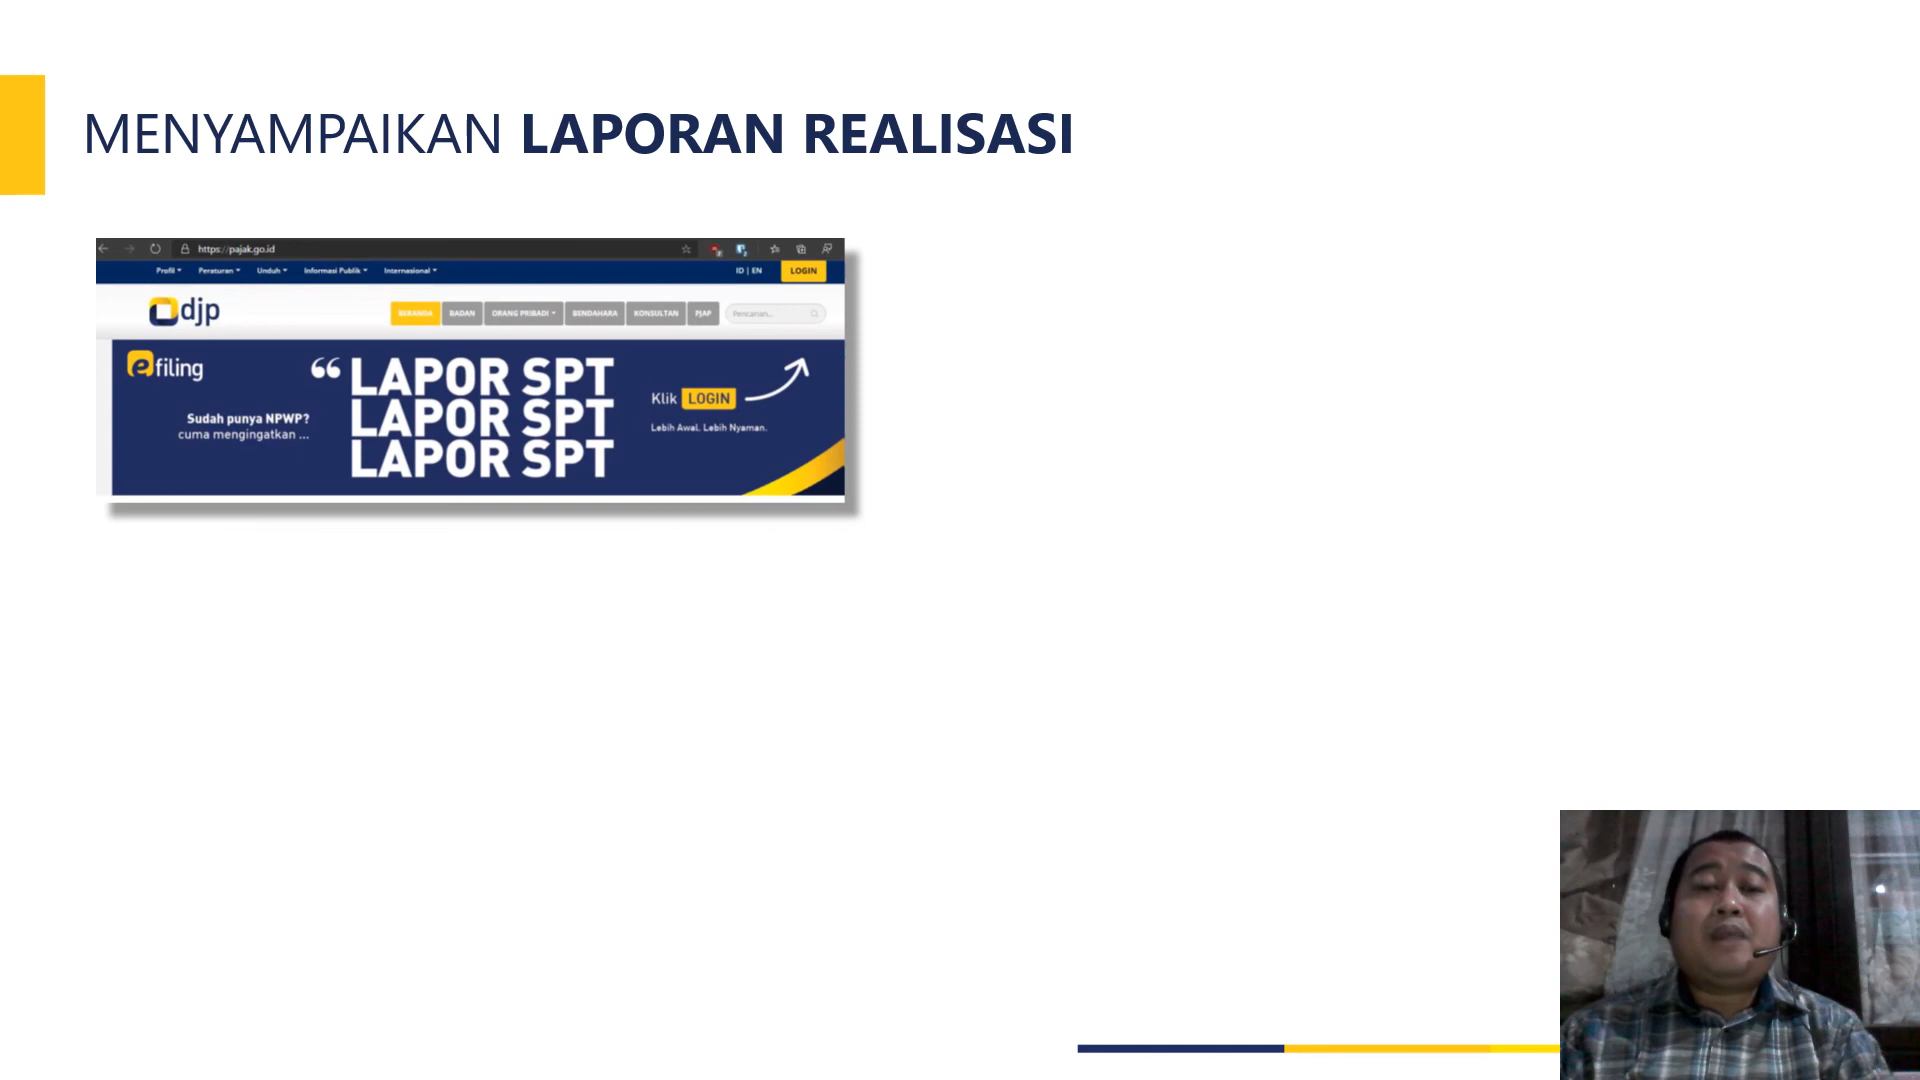 MENYAMPAIKAN LAPORAN REALISASI
https://pajak.go.id
Profil Peraturan Unduh Informasi Publik Internasional ID | EN LOGIN
djp BERANDA BADAN ORANG PRIBADI BENDAHARA KONSULTAN PJAP Pencarian...
efiling
Sudah punya NPWP?
cuma mengingatkan ...
“ LAPOR SPT
LAPOR SPT
LAPOR SPT
Klik LOGIN
Lebih Awal. Lebih Nyaman.